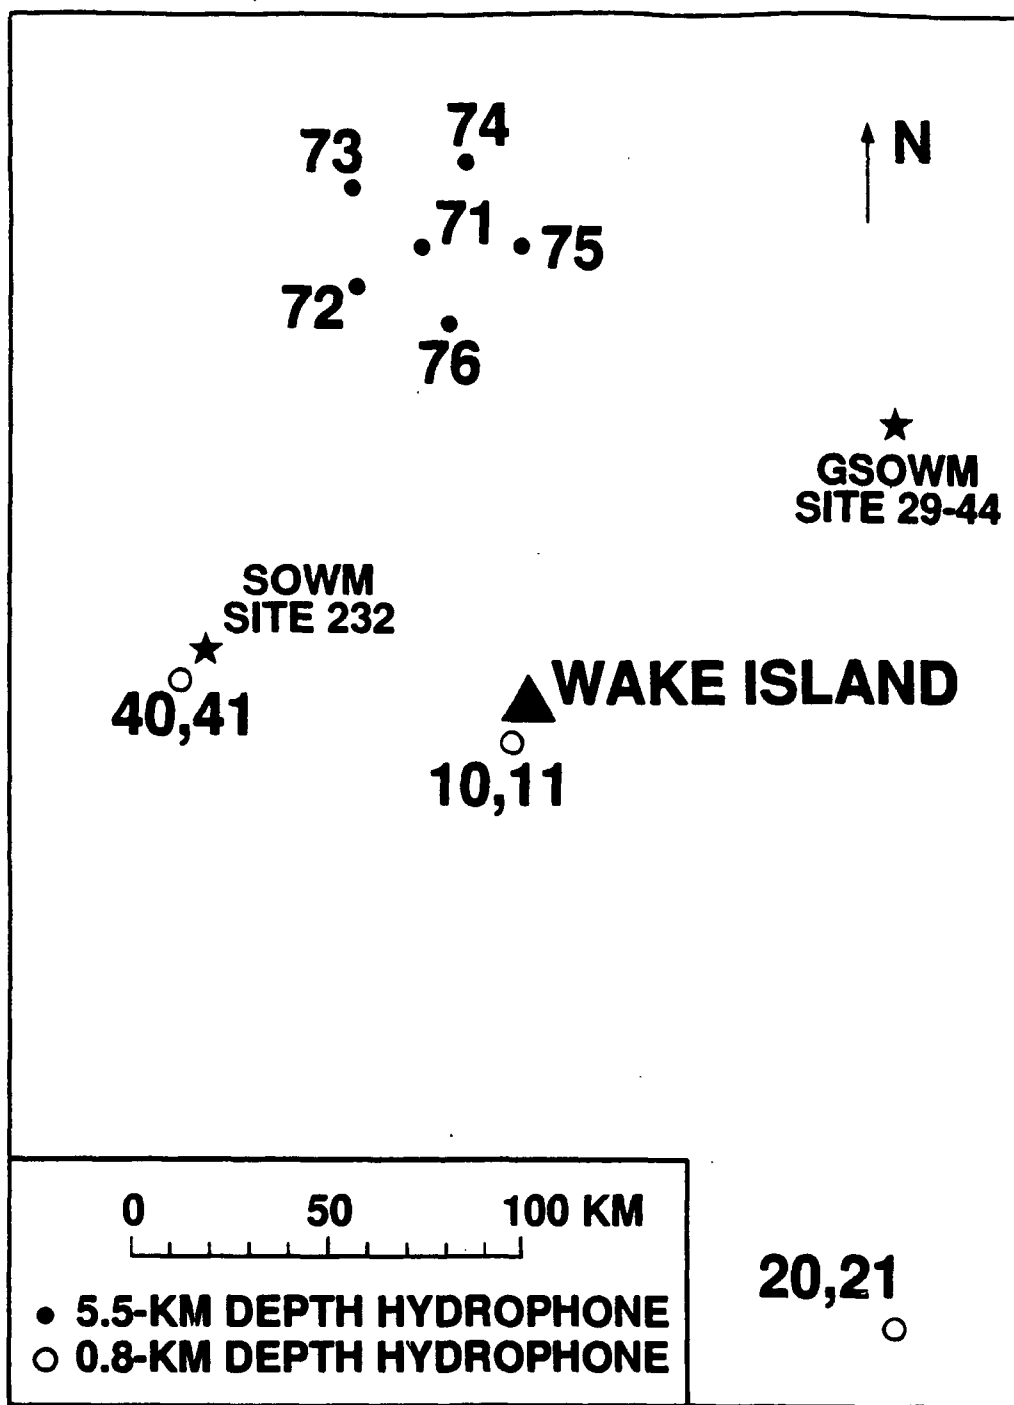 74
73
N
71
75
72
76
GSOWM
SITE 29-44
SOWM
SITE 232
WAKE ISLAND
40,41
10,11
0 50 100 KM
20,21
5.5-KM DEPTH HYDROPHONE
0.8-KM DEPTH HYDROPHONE